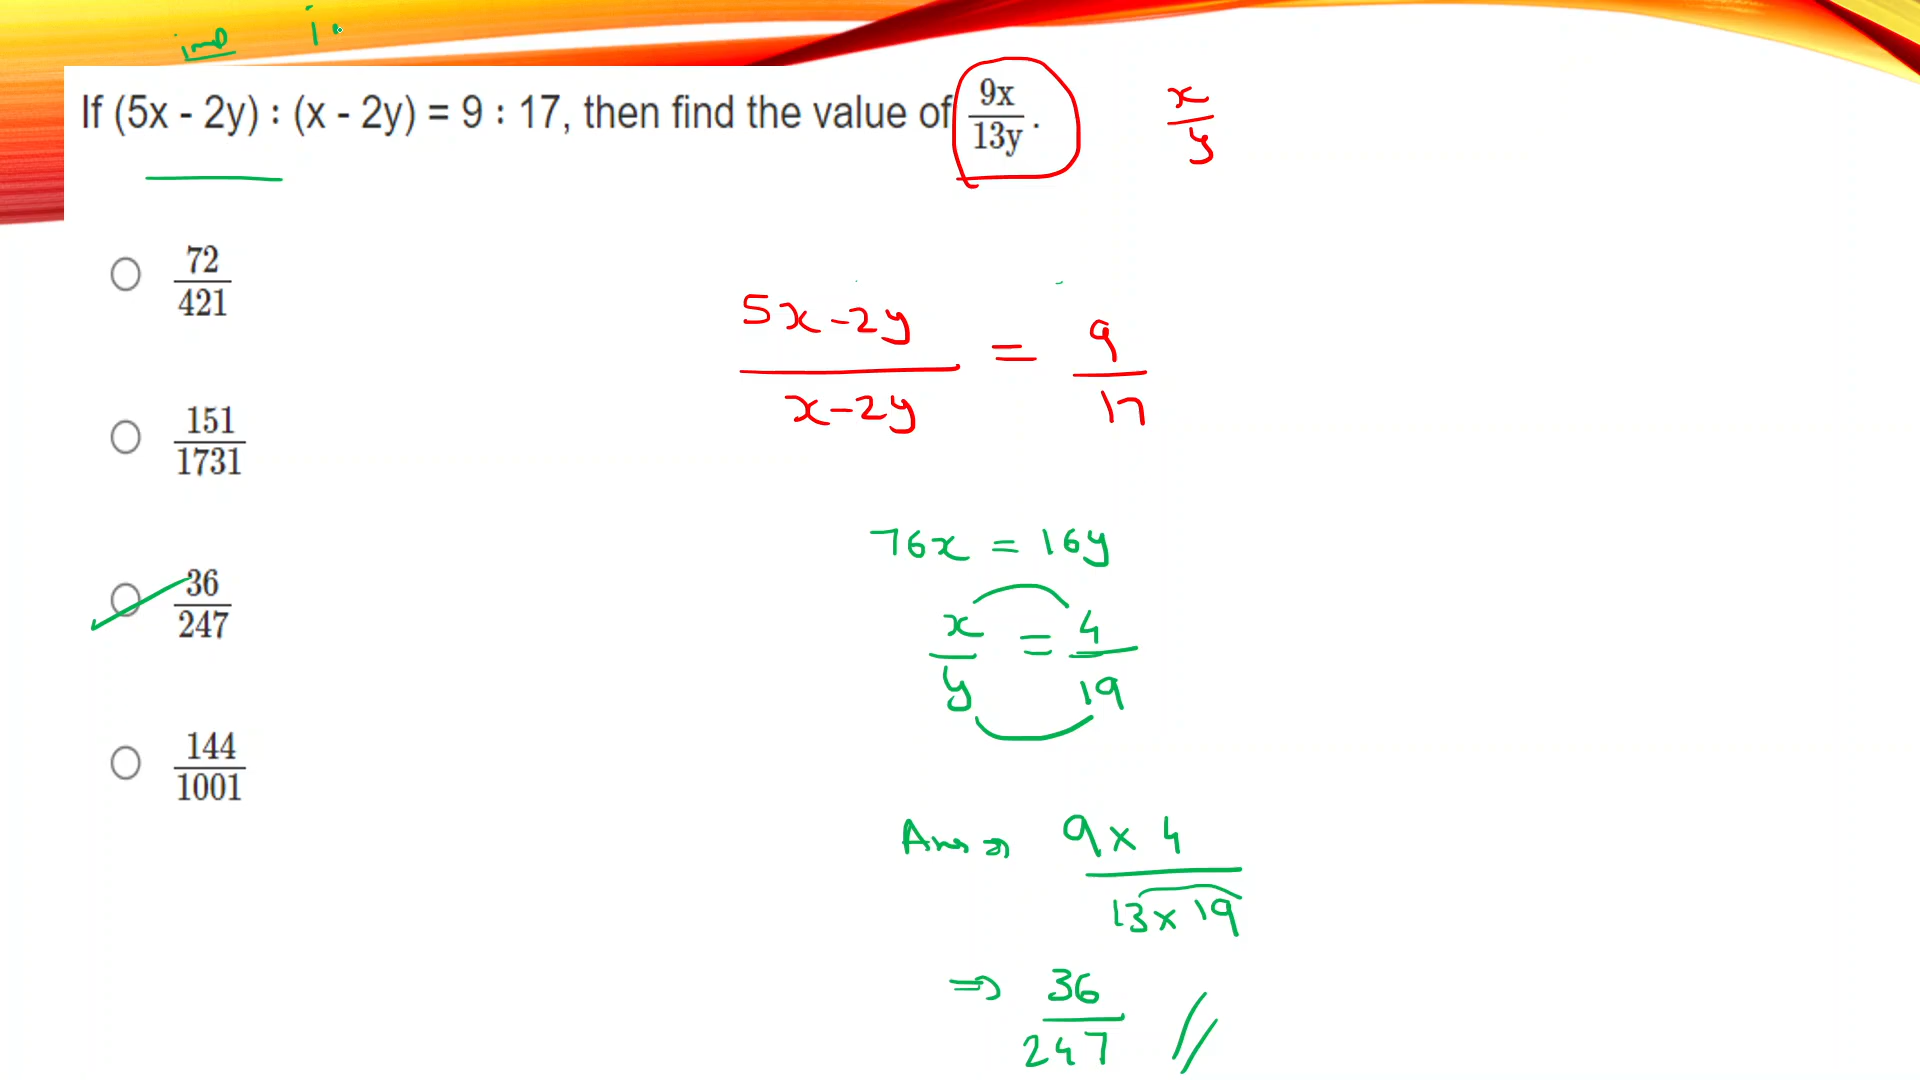 imp
If (5x - 2y) : (x - 2y) = 9 : 17, then find the value of 9x/13y.
x/y
72/421
151/1731
36/247
144/1001
5x-2y/x-2y = 9/17
76x = 16y
x/y = 4/19
Ans ⇒ 9 x 4/13 x 19
⇒ 36/247 //